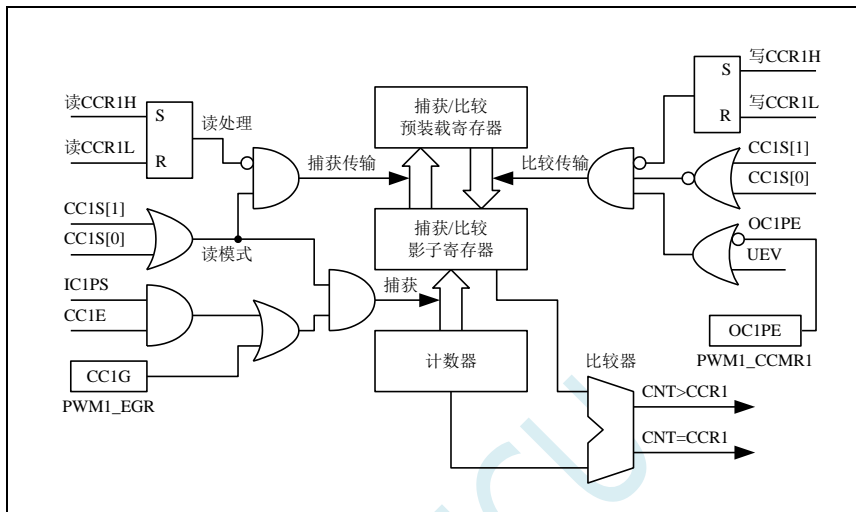 读CCR1H
S
读CCR1L
R
读处理
CC1S[1]
CC1S[0]
读模式
IC1PS
CC1E
CC1G
PWM1_EGR
捕获/比较
预装载寄存器
捕获传输
比较传输
捕获/比较
影子寄存器
捕获
计数器
比较器
CNT>CCR1
CNT=CCR1
写CCR1H
S
写CCR1L
R
CC1S[1]
CC1S[0]
OC1PE
UEV
OC1PE
PWM1_CCMR1